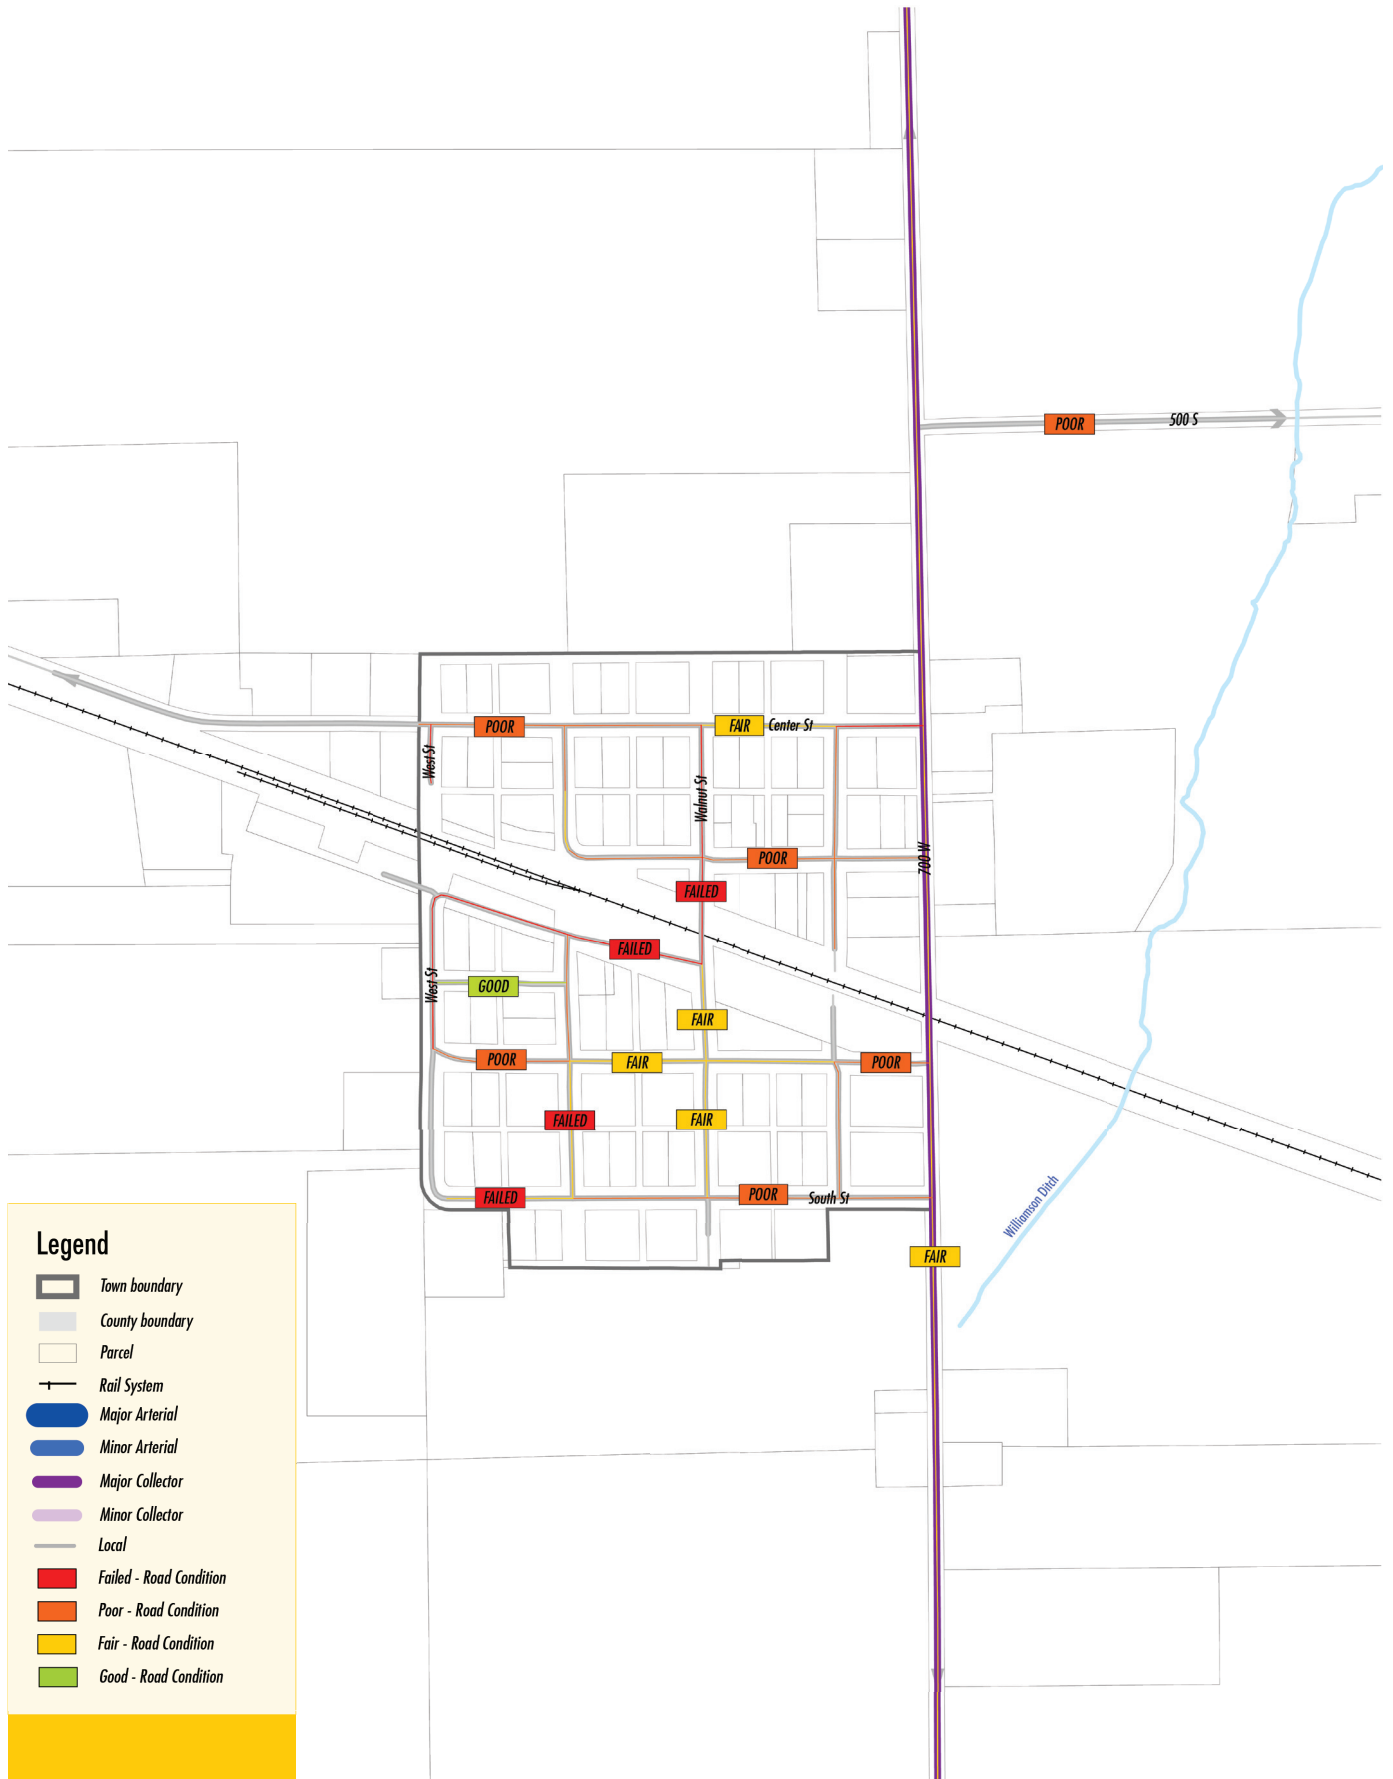 POOR
500 S
POOR
FAIR
Center St
West St
Walnut St
POOR
700 W
FAILED
FAILED
West St
GOOD
FAIR
POOR
FAIR
POOR
FAILED
FAIR
FAILED
POOR
South St
Williamson Ditch
FAIR
Legend
Town boundary
County boundary
Parcel
Rail System
Major Arterial
Minor Arterial
Major Collector
Minor Collector
Local
Failed - Road Condition
Poor - Road Condition
Fair - Road Condition
Good - Road Condition